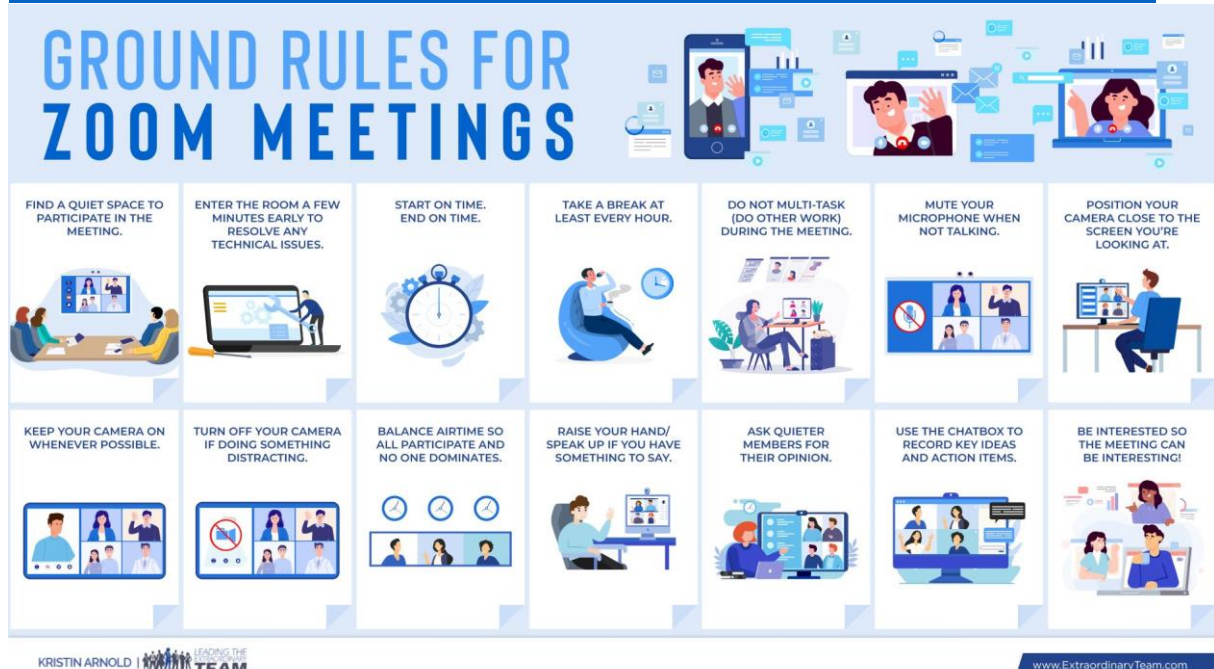 GROUND RULES FOR
ZOOM MEETINGS
FIND A QUIET SPACE TO
PARTICIPATE IN THE
MEETING.
ENTER THE ROOM A FEW
MINUTES EARLY TO
RESOLVE ANY
TECHNICAL ISSUES.
START ON TIME.
END ON TIME.
TAKE A BREAK AT
LEAST EVERY HOUR.
DO NOT MULTI-TASK
(DO OTHER WORK)
DURING THE MEETING.
MUTE YOUR
MICROPHONE WHEN
NOT TALKING.
POSITION YOUR
CAMERA CLOSE TO THE
SCREEN YOU'RE
LOOKING AT.
KEEP YOUR CAMERA ON
WHENEVER POSSIBLE.
TURN OFF YOUR CAMERA
IF DOING SOMETHING
DISTRACTING.
BALANCE AIRTIME SO
ALL PARTICIPATE AND
NO ONE DOMINATES.
RAISE YOUR HAND/
SPEAK UP IF YOU HAVE
SOMETHING TO SAY.
ASK QUIETER
MEMBERS FOR
THEIR OPINION.
USE THE CHATBOX TO
RECORD KEY IDEAS
AND ACTION ITEMS.
BE INTERESTED SO
THE MEETING CAN
BE INTERESTING!
KRISTIN ARNOLD |
LEADING THE
EXTRAORDINARY
TEAM
www.ExtraordinaryTeam.com